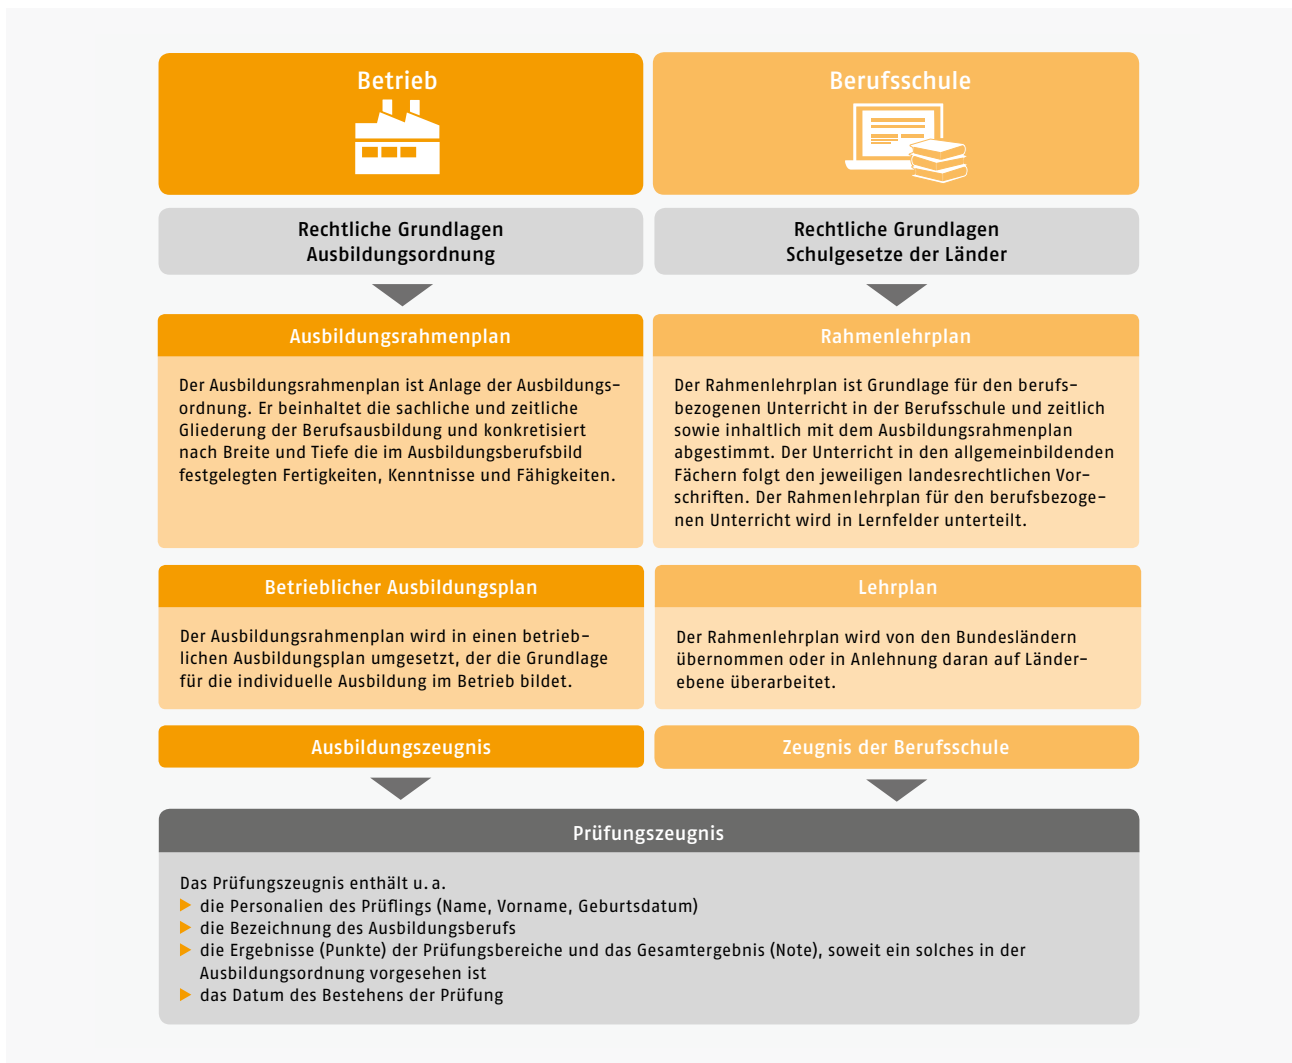 Betrieb
Berufsschule
Rechtliche Grundlagen
Ausbildungsordnung
Rechtliche Grundlagen
Schulgesetze der Länder
Ausbildungsrahmenplan
Der Ausbildungsrahmenplan ist Anlage der Ausbildungs-
ordnung. Er beinhaltet die sachliche und zeitliche
Gliederung der Berufsausbildung und konkretisiert
nach Breite und Tiefe die im Ausbildungsberufsbild
festgelegten Fertigkeiten, Kenntnisse und Fähigkeiten.
Rahmenlehrplan
Der Rahmenlehrplan ist Grundlage für den berufs-
bezogenen Unterricht in der Berufsschule und zeitlich
sowie inhaltlich mit dem Ausbildungsrahmenplan
abgestimmt. Der Unterricht in den allgemeinbildenden
Fächern folgt den jeweiligen landesrechtlichen Vor-
schriften. Der Rahmenlehrplan für den berufsbezoge-
nen Unterricht wird in Lernfelder unterteilt.
Betrieblicher Ausbildungsplan
Der Ausbildungsrahmenplan wird in einen betrieb-
lichen Ausbildungsplan umgesetzt, der die Grundlage
für die individuelle Ausbildung im Betrieb bildet.
Lehrplan
Der Rahmenlehrplan wird von den Bundesländern
übernommen oder in Anlehnung daran auf Länder-
ebene überarbeitet.
Ausbildungszeugnis
Zeugnis der Berufsschule
Prüfungszeugnis
Das Prüfungszeugnis enthält u. a.
▶ die Personalien des Prüflings (Name, Vorname, Geburtsdatum)
▶ die Bezeichnung des Ausbildungsberufs
▶ die Ergebnisse (Punkte) der Prüfungsbereiche und das Gesamtergebnis (Note), soweit ein solches in der
Ausbildungsordnung vorgesehen ist
▶ das Datum des Bestehens der Prüfung